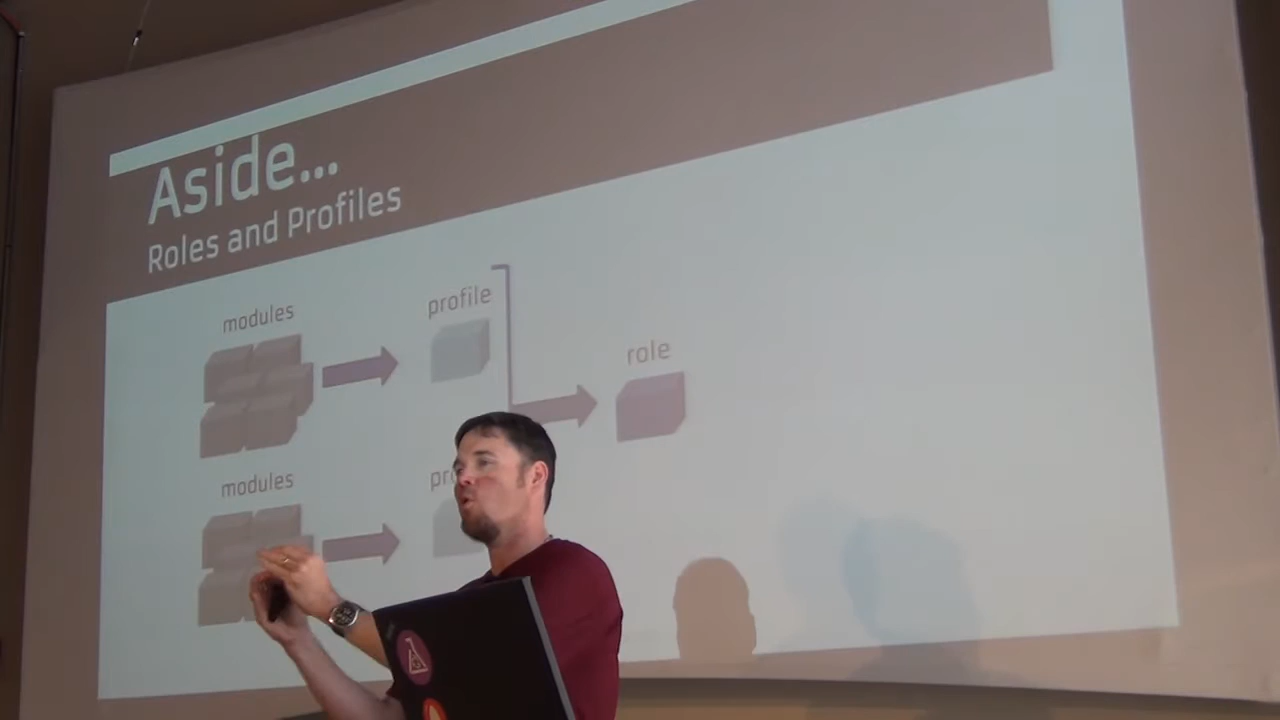 Aside...
Roles and Profiles
modules
profile
role
modules